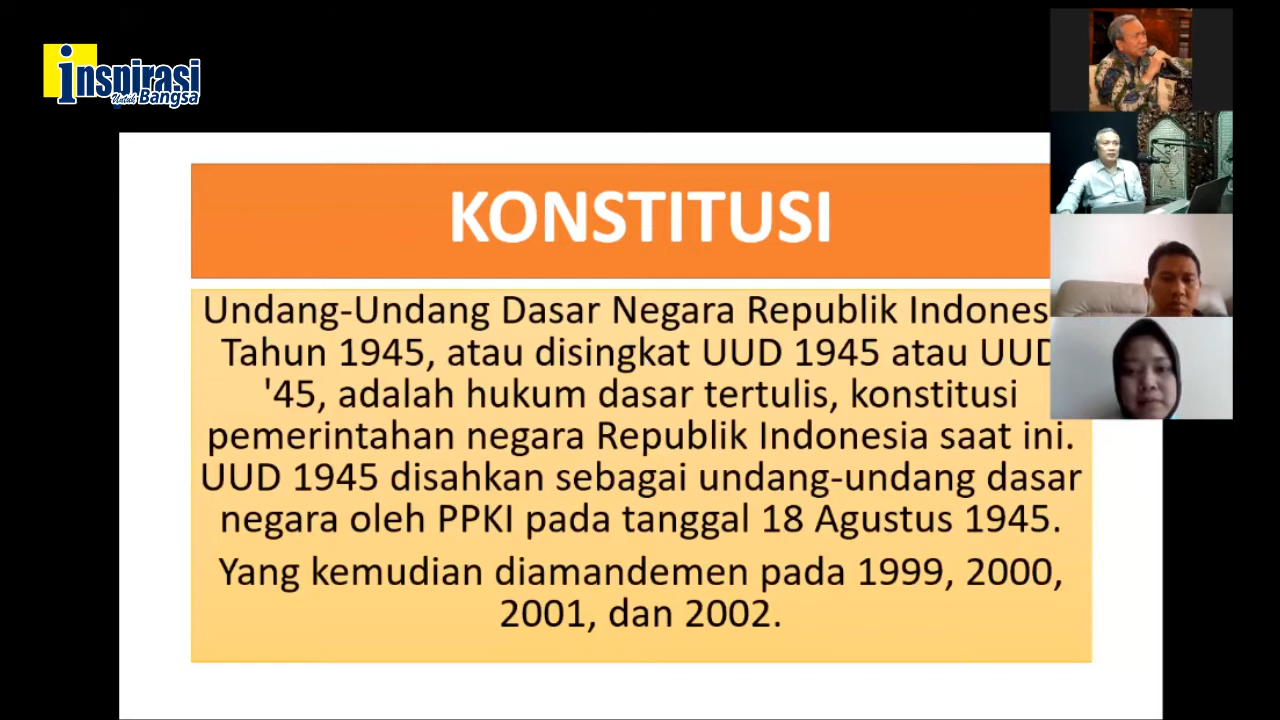 inspirasi
Untuk Bangsa
KONSTITUSI
Undang-Undang Dasar Negara Republik Indones
Tahun 1945, atau disingkat UUD 1945 atau UUD
'45, adalah hukum dasar tertulis, konstitusi
pemerintahan negara Republik Indonesia saat ini.
UUD 1945 disahkan sebagai undang-undang dasar
negara oleh PPKI pada tanggal 18 Agustus 1945.
Yang kemudian diamandemen pada 1999, 2000,
2001, dan 2002.